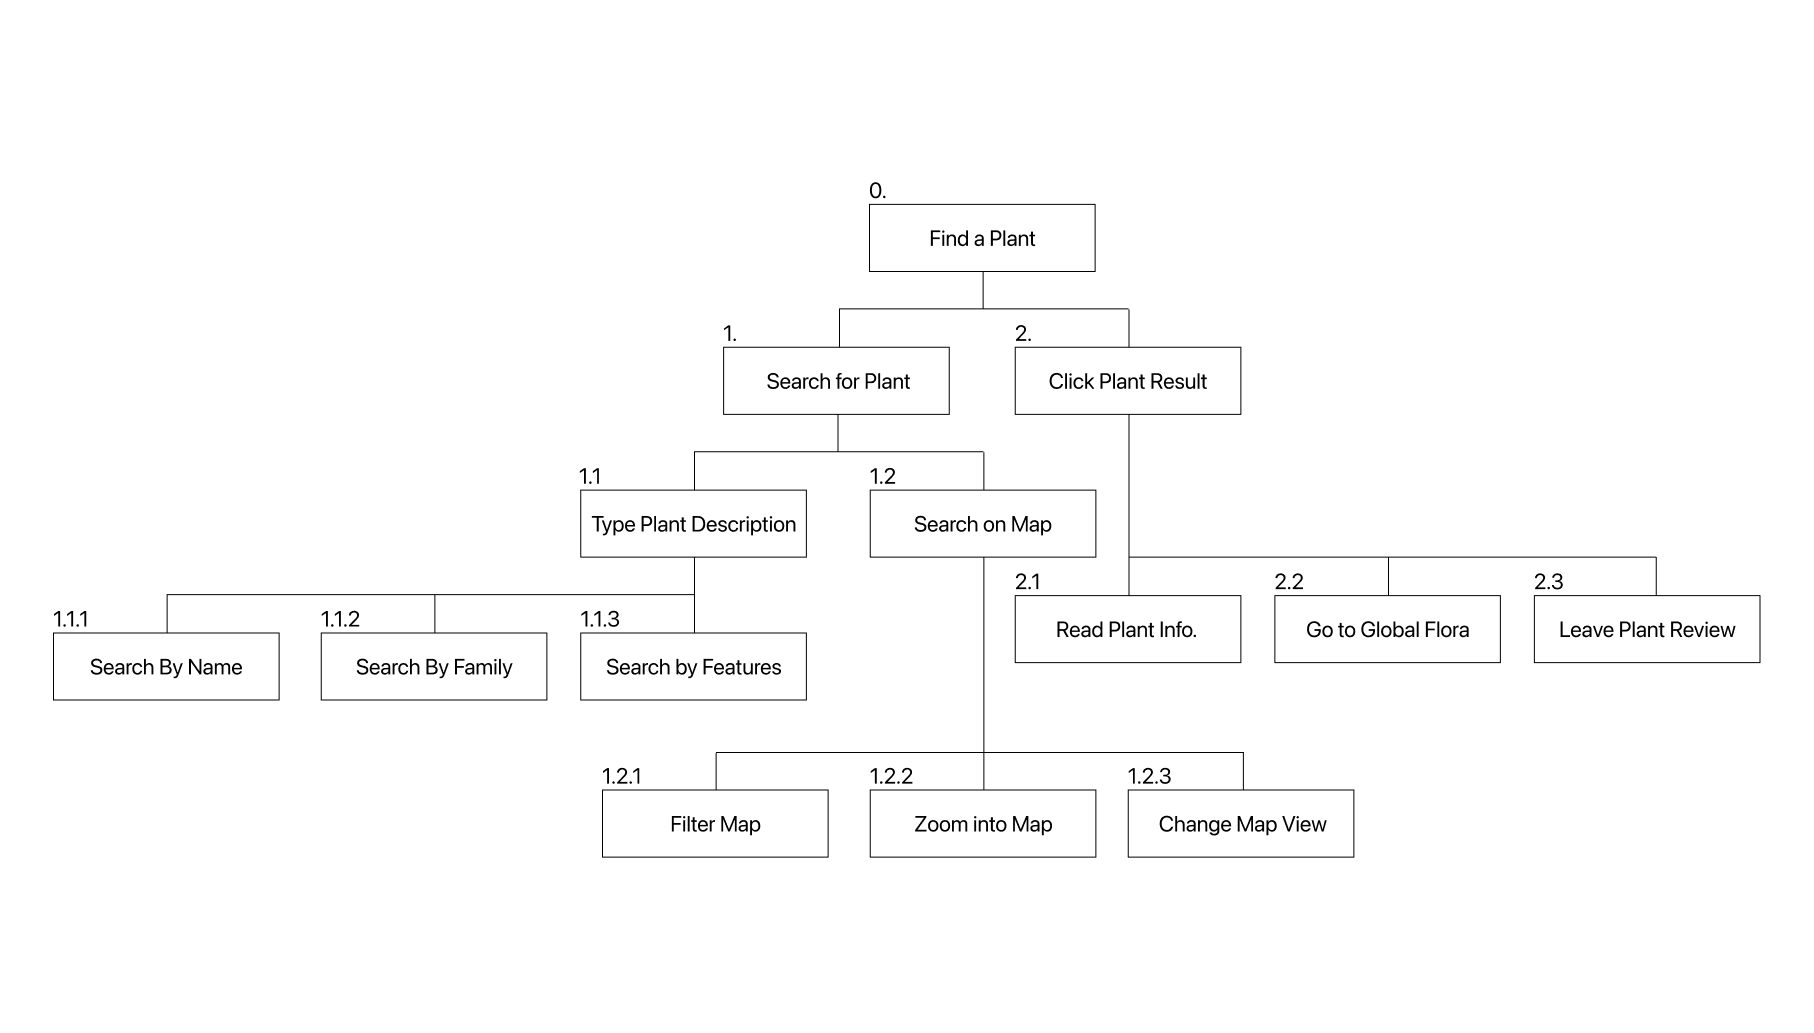 0.
Find a Plant
1.
Search for Plant
2.
Click Plant Result
1.1
Type Plant Description
1.2
Search on Map
1.1.1
Search By Name
1.1.2
Search By Family
1.1.3
Search by Features
2.1
Read Plant Info.
2.2
Go to Global Flora
2.3
Leave Plant Review
1.2.1
Filter Map
1.2.2
Zoom into Map
1.2.3
Change Map View